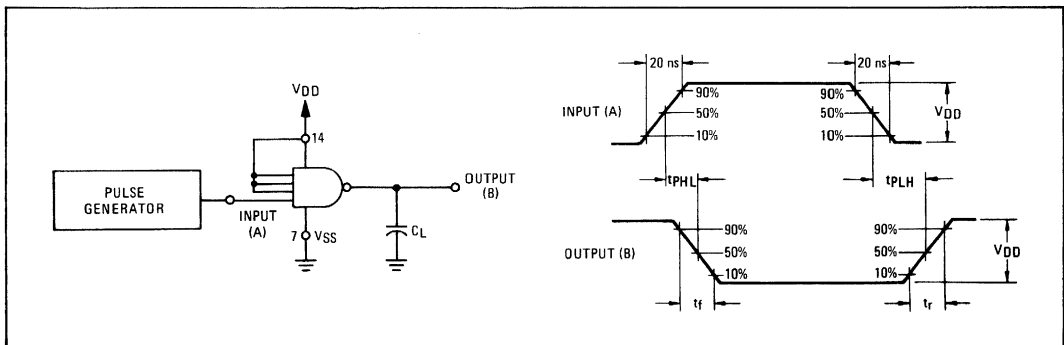 VDD
14
PULSE
GENERATOR
INPUT
(A)
7
VSS
CL
OUTPUT
(B)
20 ns
20 ns
INPUT (A)
90%
50%
10%
90%
50%
10%
VDD
tPHL
tPLH
OUTPUT (B)
90%
50%
10%
90%
50%
10%
VDD
tf
tr